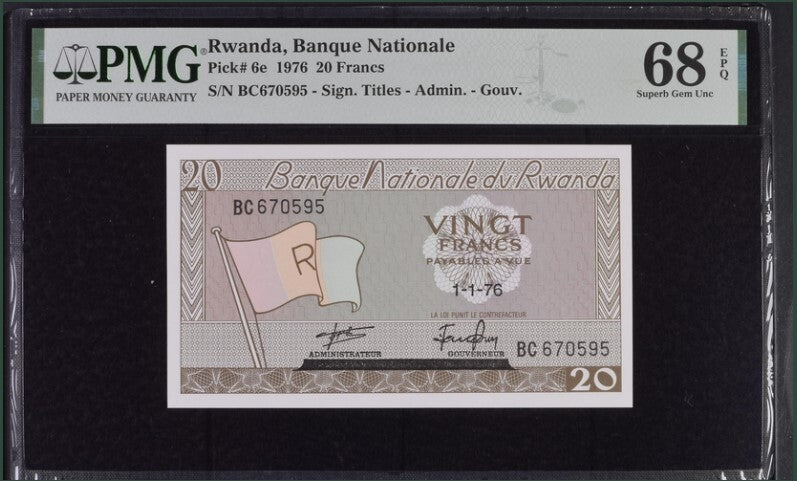 PMG®
PAPER MONEY GUARANTY
Rwanda, Banque Nationale
Pick# 6e 1976 20 Francs
S/N BC670595 - Sign. Titles - Admin. - Gouv.
68 EPQ
Superb Gem Unc
20 Banque Nationale du Rwanda
BC 670595
VINGT
FRANCS
PAYABLES A VUE
1-1-76
R
LA LOI PUNIT LE CONTREFACTEUR
ADMINISTRATEUR
GOUVERNEUR
BC 670595
20